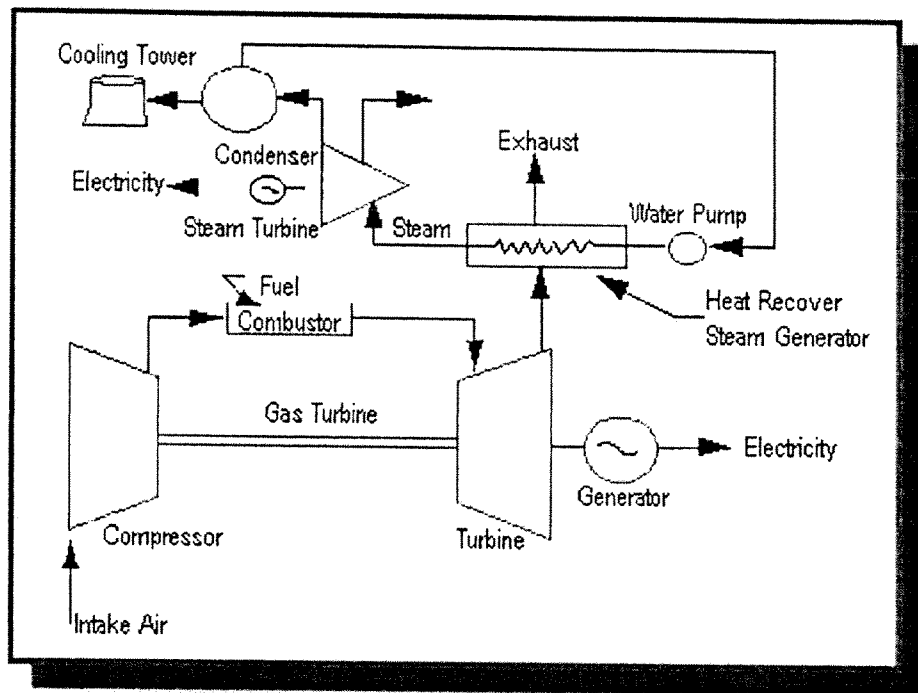 Cooling Tower
Condenser
Exhaust
Electricity
Steam Turbine
Steam
Water Pump
Fuel
Combustor
Heat Recover
Steam Generator
Gas Turbine
Electricity
Generator
Compressor
Turbine
Intake Air